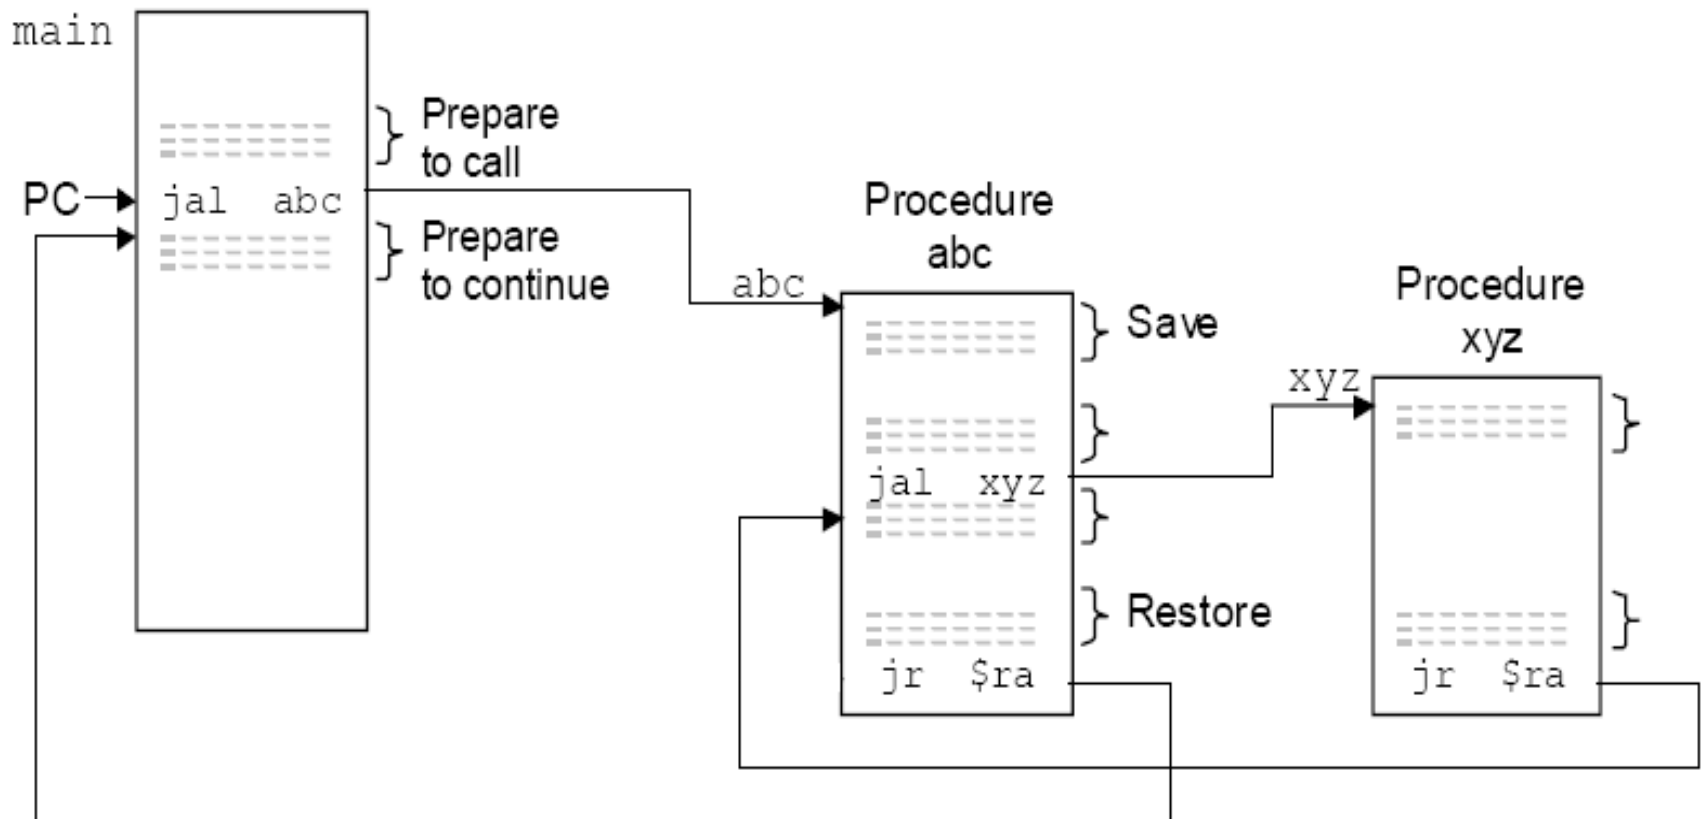 main
Prepare
to call
PC
jal abc
Prepare
to continue
Procedure
abc
abc
Save
Procedure
xyz
xyz
jal xyz
Restore
jr $ra
jr $ra